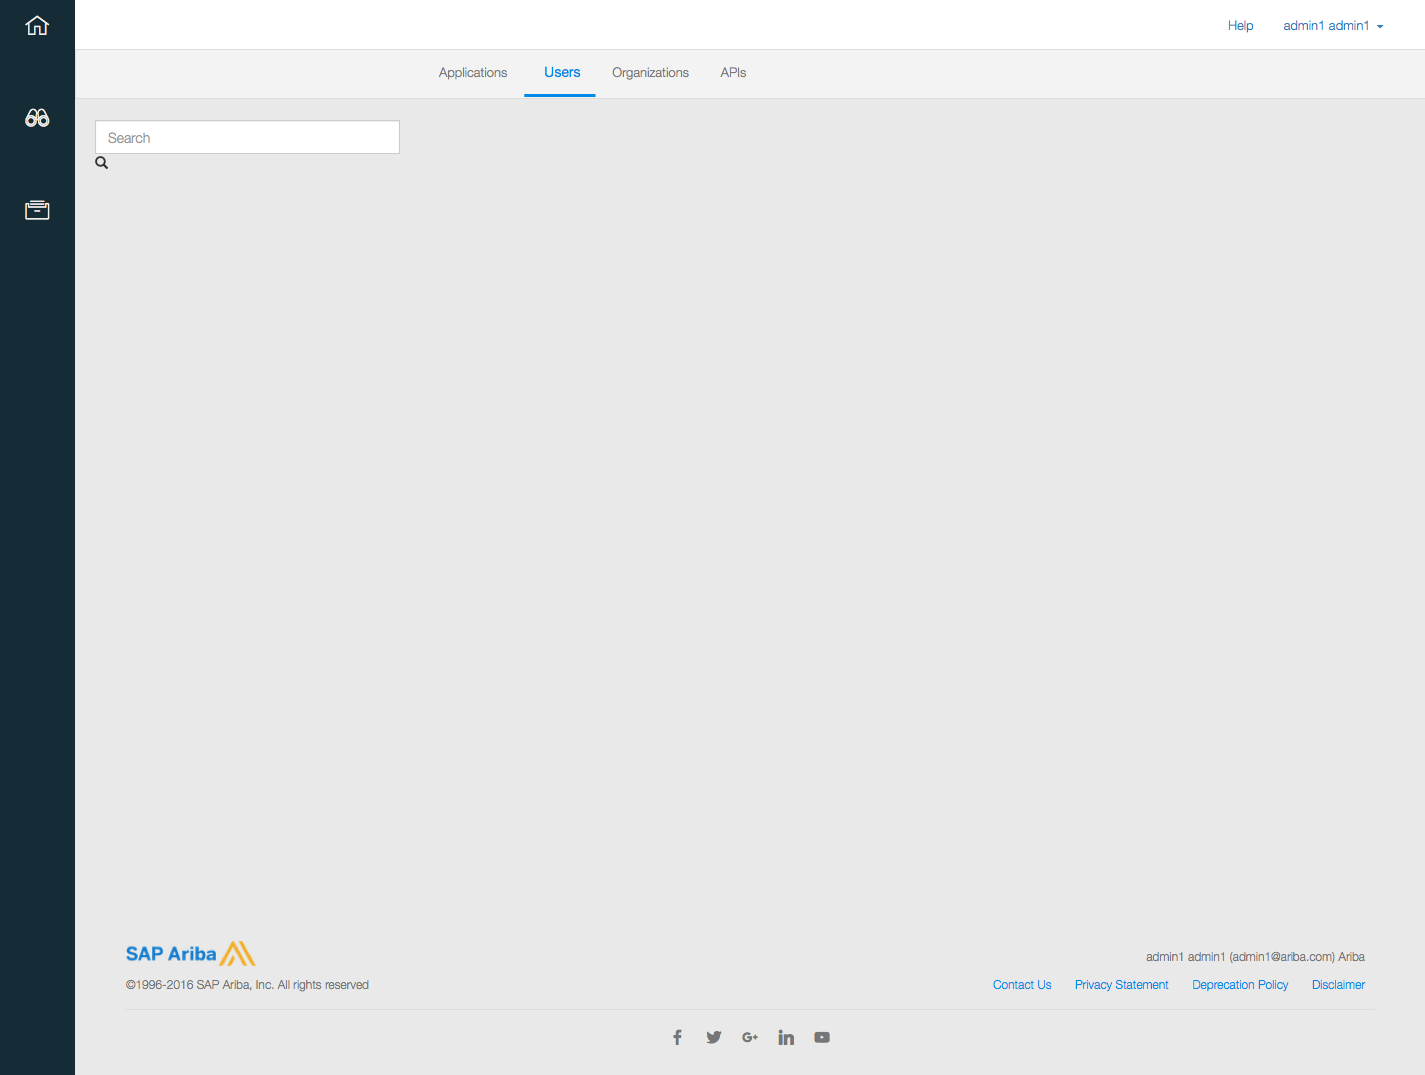 Help admin1 admin1
Applications Users Organizations APIs
Search
SAP Ariba
admin1 admin1 (admin1@ariba.com) Ariba
©1996-2016 SAP Ariba, Inc. All rights reserved
Contact Us Privacy Statement Deprecation Policy Disclaimer